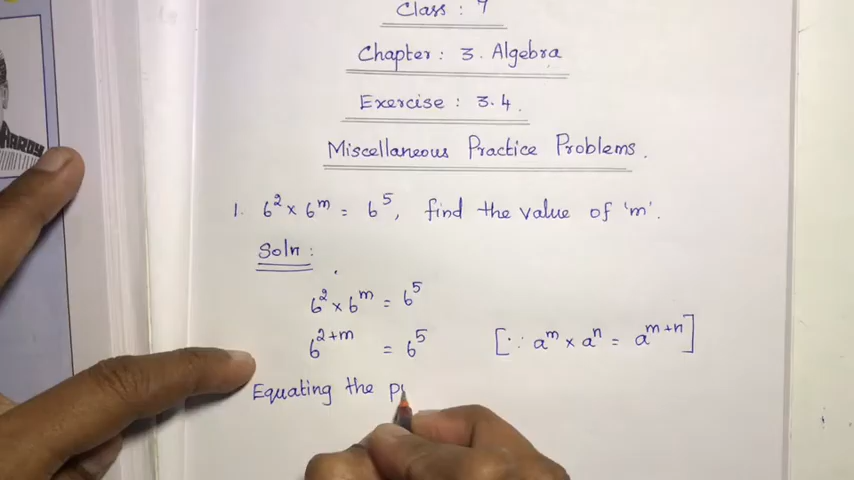 Class : 7
Chapter : 3. Algebra
Exercise : 3.4.
Miscellaneous Practice Problems.
1. 6² × 6ᵐ = 6⁵, find the value of 'm'.
Soln :
6² × 6ᵐ = 6⁵
6²⁺ᵐ = 6⁵ [∵ aᵐ × aⁿ = aᵐ⁺ⁿ]
Equating the
HARDY